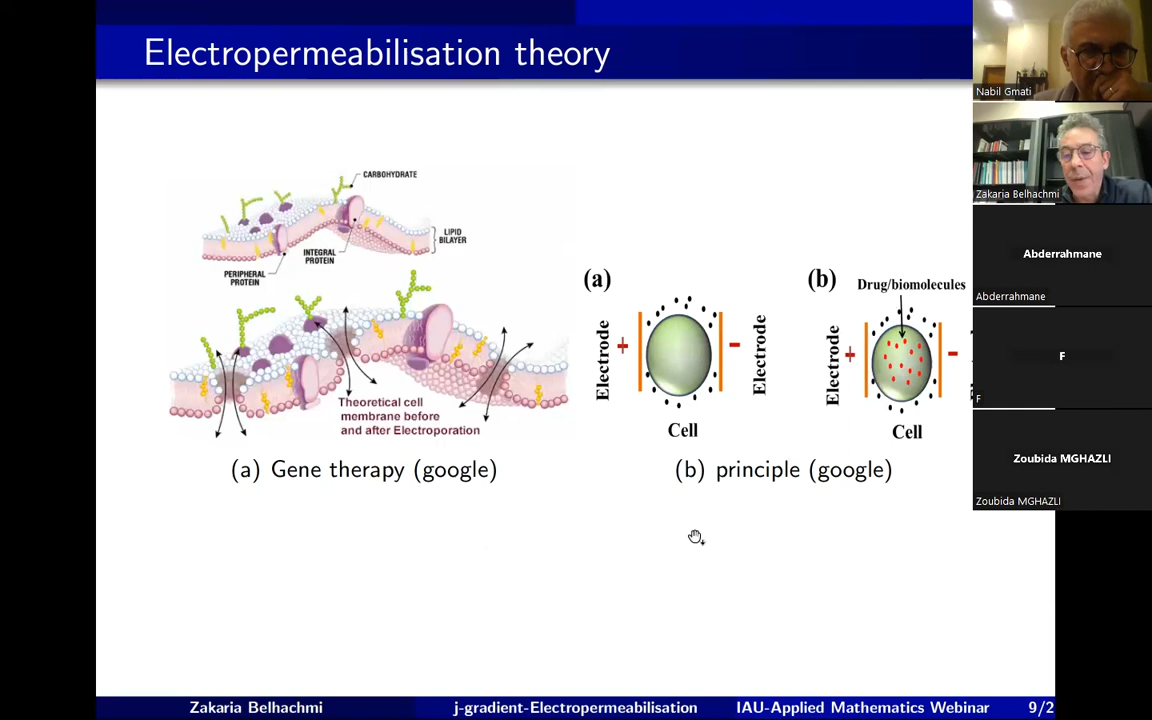 Electropermeabilisation theory
CARBOHYDRATE
LIPID
BILAYER
INTEGRAL
PROTEIN
PERIPHERAL
PROTEIN
Theoretical cell
membrane before
and after Electroporation
(a) Gene therapy (google)
(a)
Electrode
+
-
Electrode
Cell
(b)
Drug/biomolecules
Electrode
+
-
Cell
(b) principle (google)
Zakaria Belhachmi
j-gradient-Electropermeabilisation
IAU-Applied Mathematics Webinar
9/2
Nabil Gmati
Zakaria Belhachmi
Abderrahmane
Abderrahmane
F
F
Zoubida MGHAZLI
Zoubida MGHAZLI